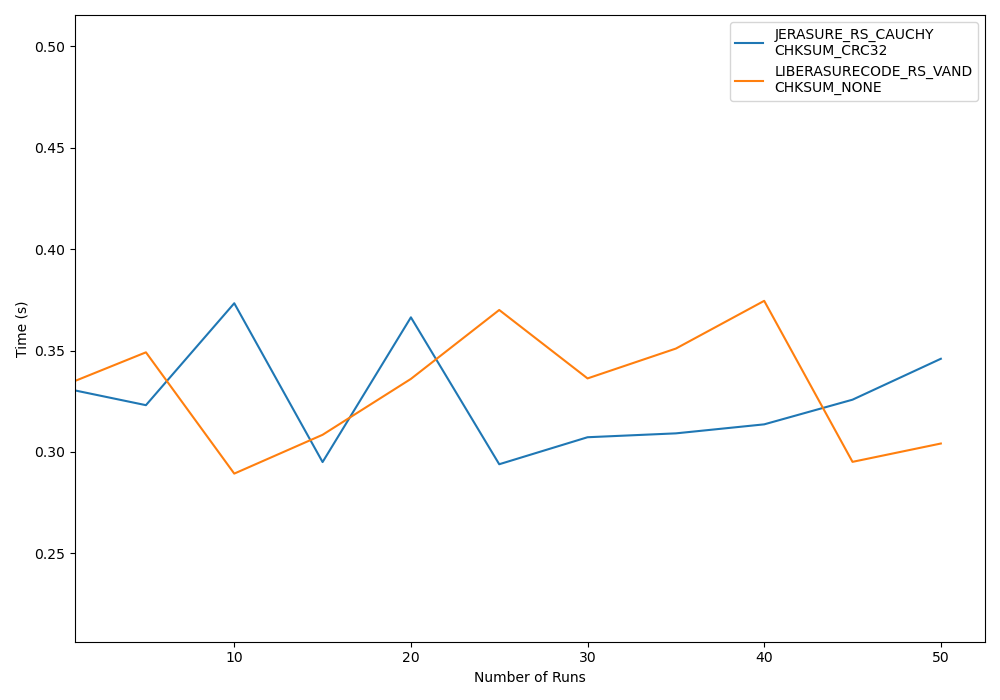 JERASURE_RS_CAUCHY
CHKSUM_CRC32
LIBERASURECODE_RS_VAND
CHKSUM_NONE
0.50
0.45
0.40
0.35
0.30
0.25
Time (s)
10 20 30 40 50
Number of Runs